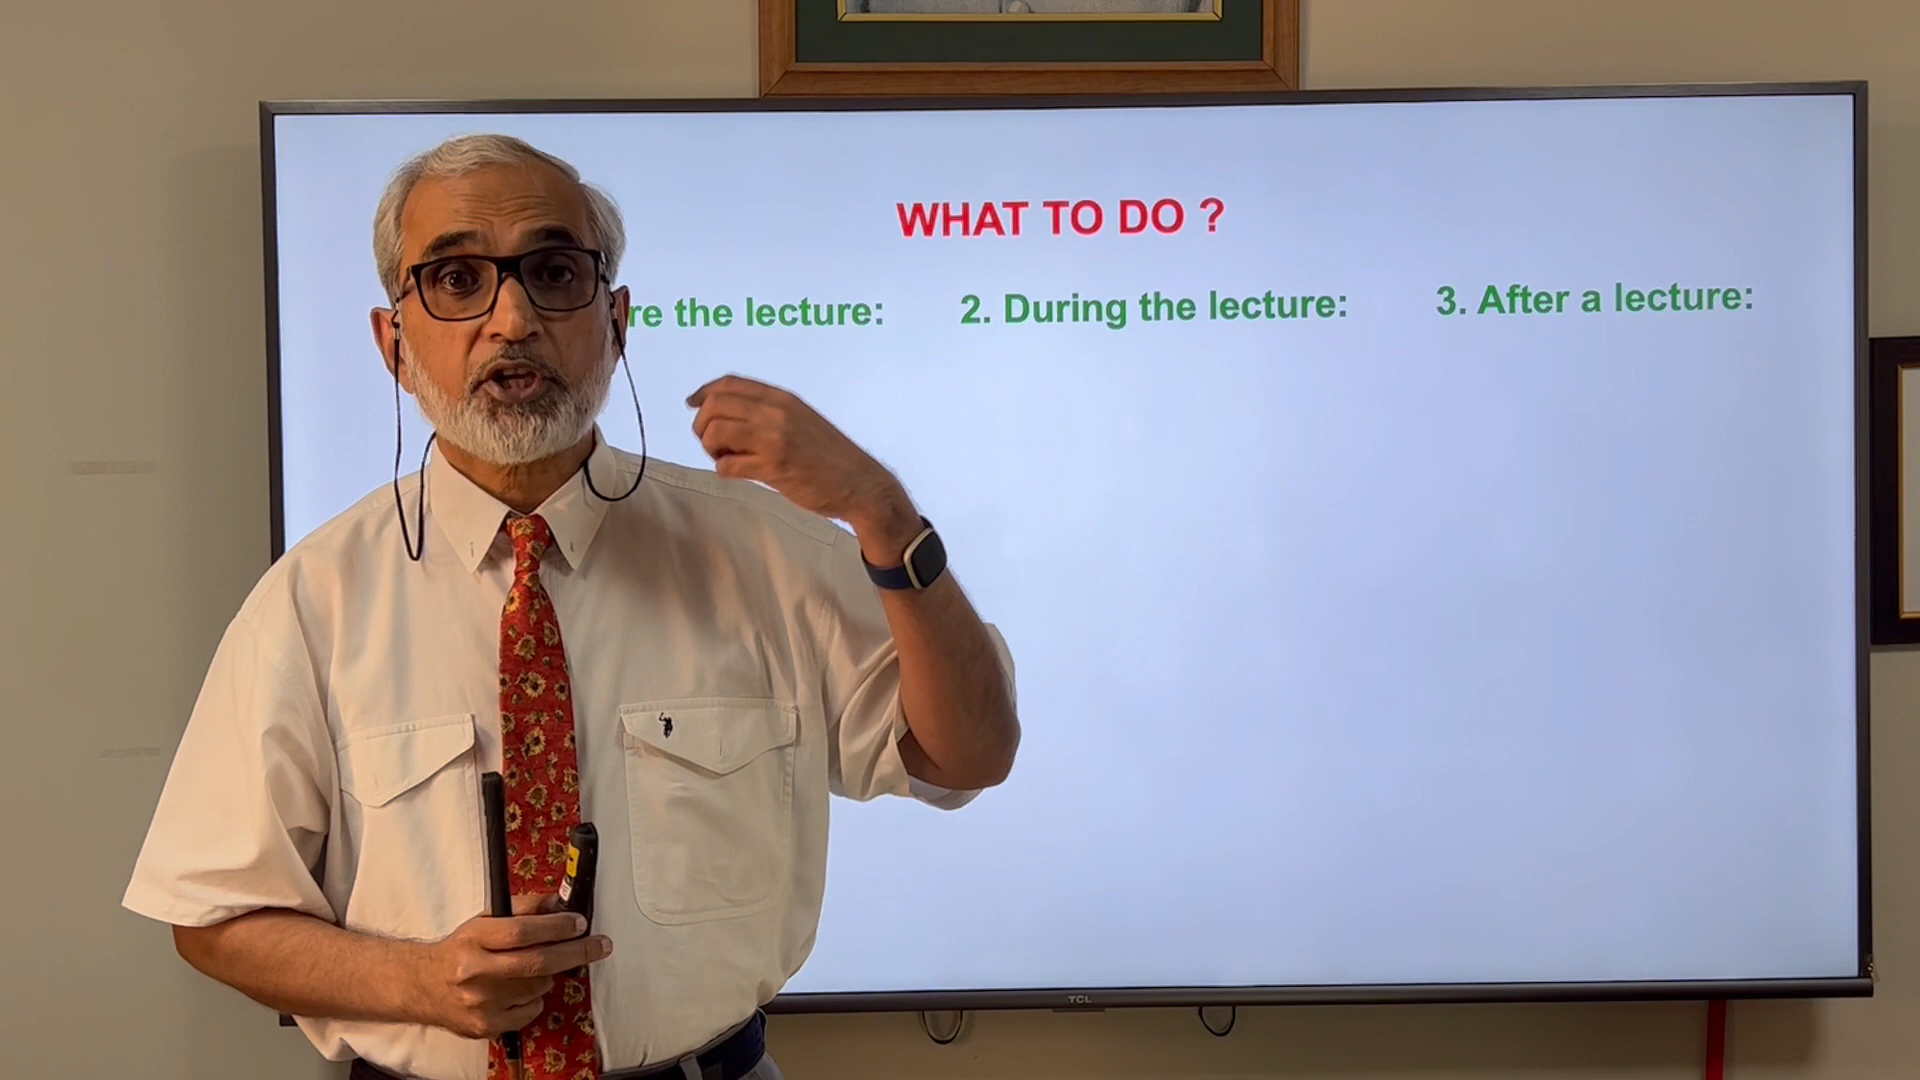 WHAT TO DO ?
re the lecture: 2. During the lecture: 3. After a lecture:
TCL